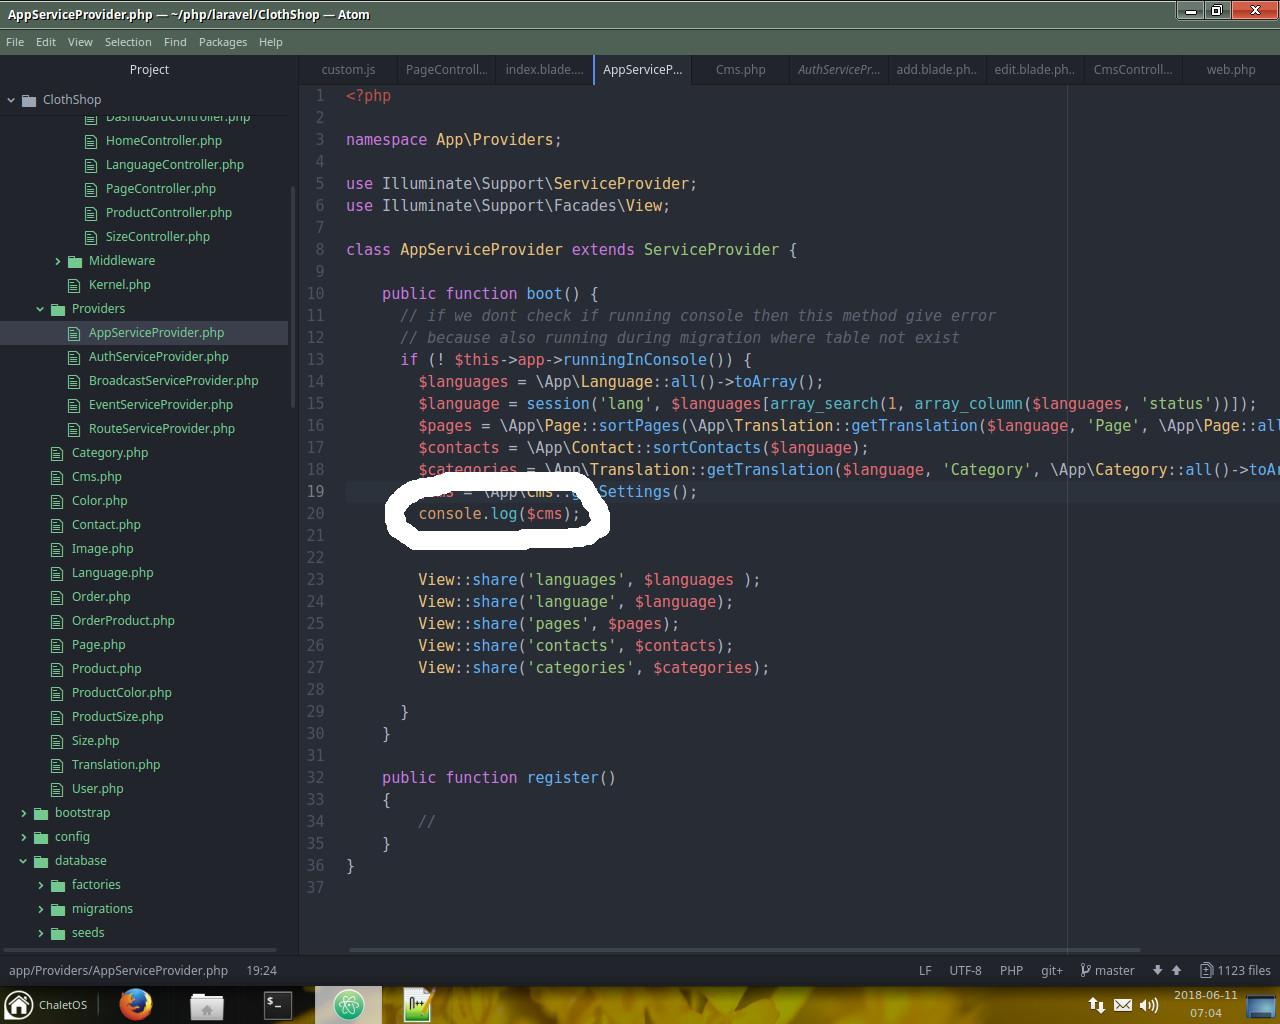 AppServiceProvider.php — ~/php/laravel/ClothShop — Atom
File Edit View Selection Find Packages Help
Project
custom.js PageControll... index.blade.... AppServiceP... Cms.php AuthServicePr... add.blade.ph.. edit.blade.ph.. CmsControll... web.php
ClothShop
DashboardController.php
HomeController.php
LanguageController.php
PageController.php
ProductController.php
SizeController.php
Middleware
Kernel.php
Providers
AppServiceProvider.php
AuthServiceProvider.php
BroadcastServiceProvider.php
EventServiceProvider.php
RouteServiceProvider.php
Category.php
Cms.php
Color.php
Contact.php
Image.php
Language.php
Order.php
OrderProduct.php
Page.php
Product.php
ProductColor.php
ProductSize.php
Size.php
Translation.php
User.php
bootstrap
config
database
factories
migrations
seeds
1 <?php
2
3 namespace App\Providers;
4
5 use Illuminate\Support\ServiceProvider;
6 use Illuminate\Support\Facades\View;
7
8 class AppServiceProvider extends ServiceProvider {
9
10 public function boot() {
11 // if we dont check if running console then this method give error
12 // because also running during migration where table not exist
13 if (! $this->app->runningInConsole()) {
14 $languages = \App\Language::all()->toArray();
15 $language = session('lang', $languages[array_search(1, array_column($languages, 'status'))]);
16 $pages = \App\Page::sortPages(\App\Translation::getTranslation($language, 'Page', \App\Page::all
17 $contacts = \App\Contact::sortContacts($language);
18 $categories = \App\Translation::getTranslation($language, 'Category', \App\Category::all()->toAr
19 = \App\Cms:: Settings();
20 console.log($cms);
21
22
23 View::share('languages', $languages );
24 View::share('language', $language);
25 View::share('pages', $pages);
26 View::share('contacts', $contacts);
27 View::share('categories', $categories);
28
29 }
30 }
31
32 public function register()
33 {
34 //
35 }
36 }
37
app/Providers/AppServiceProvider.php 19:24 LF UTF-8 PHP git+ master 1123 files
ChaletOS
2018-06-11
07:04